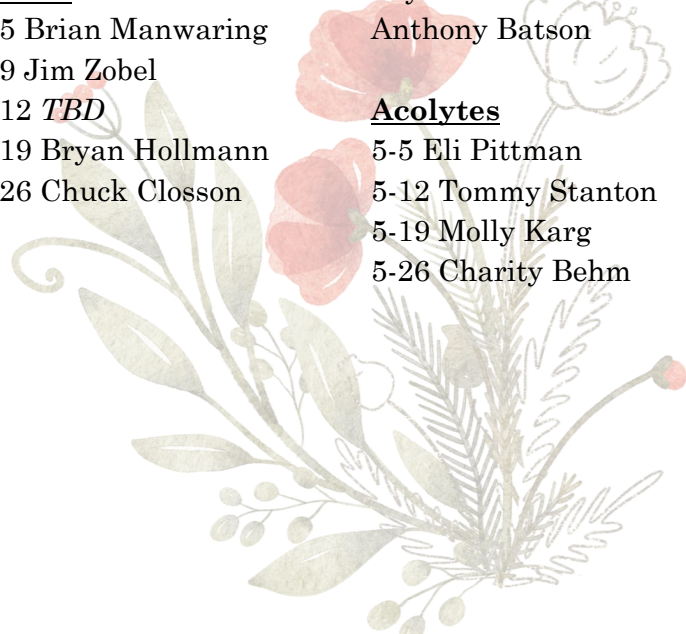 5 Brian Manwaring
9 Jim Zobel
12 TBD
19 Bryan Hollmann
26 Chuck Closson
Anthony Batson
Acolytes
5-5 Eli Pittman
5-12 Tommy Stanton
5-19 Molly Karg
5-26 Charity Behm